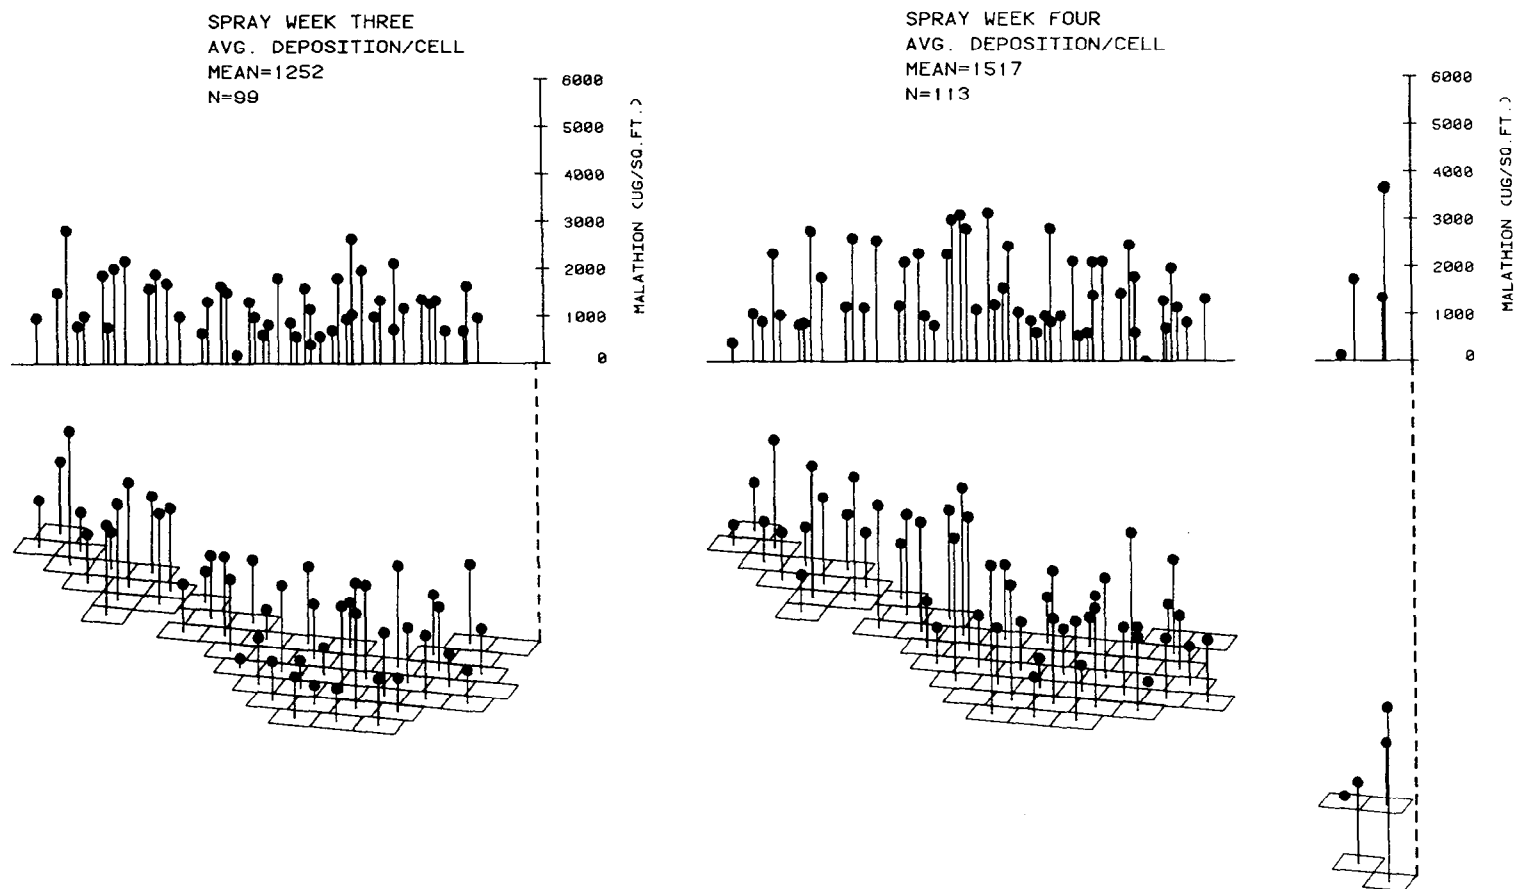 SPRAY WEEK THREE
AVG. DEPOSITION/CELL
MEAN=1252
N=99
6000
5000
4000
3000
2000
1000
0
MALATHION (UG/SQ.FT.)
SPRAY WEEK FOUR
AVG. DEPOSITION/CELL
MEAN=1517
N=113
6000
5000
4000
3000
2000
1000
0
MALATHION (UG/SQ.FT.)